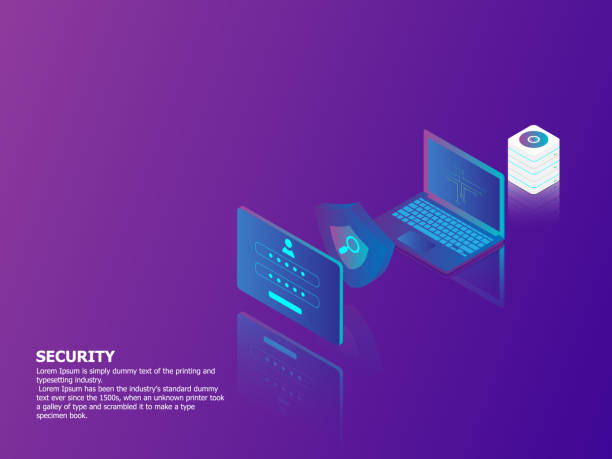 SECURITY
Lorem Ipsum is simply dummy text of the printing and
typesetting industry.
Lorem Ipsum has been the industry's standard dummy
text ever since the 1500s, when an unknown printer took
a galley of type and scrambled it to make a type
specimen book.